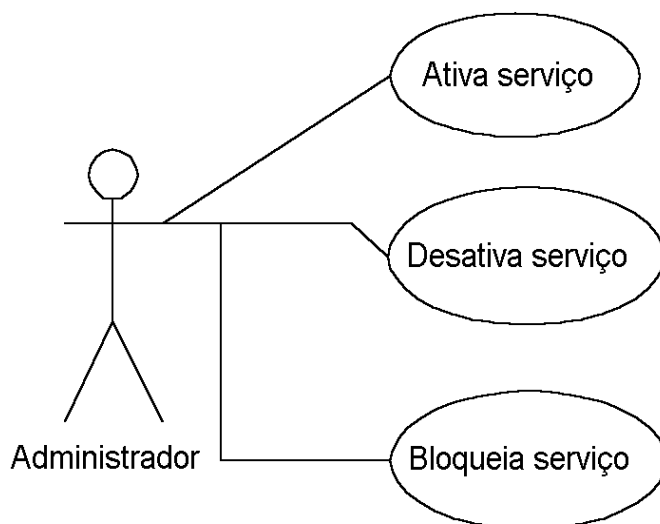 Ativa serviço
Desativa serviço
Administrador
Bloqueia serviço